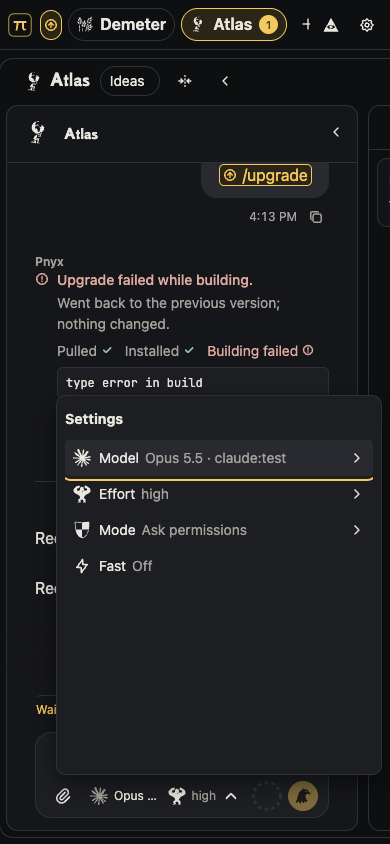 π
Demeter
Atlas 1
Atlas
Ideas
Atlas
/upgrade
4:13 PM
Pnyx
Upgrade failed while building.
Went back to the previous version;
nothing changed.
Pulled
Installed
Building failed
type error in build
Settings
Model Opus 5.5 · claude:test
Effort high
Mode Ask permissions
Fast Off
Opus ...
high